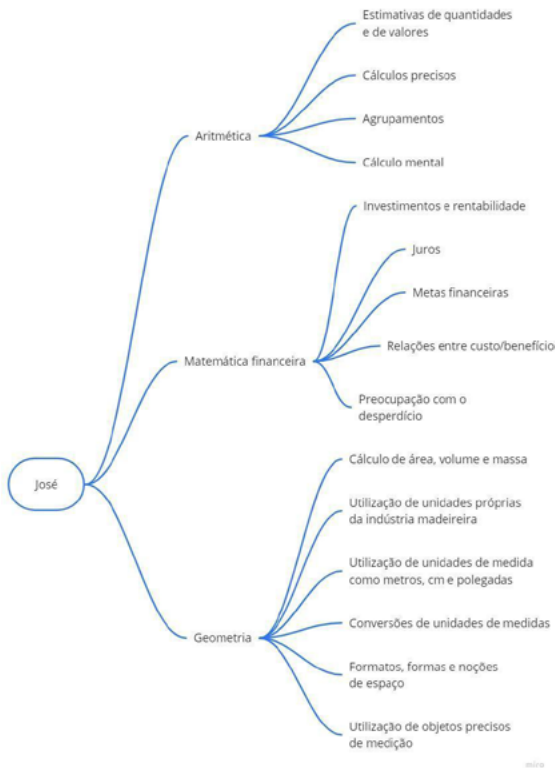 Estimativas de quantidades
e de valores
Cálculos precisos
Aritmética
Agrupamentos
Cálculo mental
Investimentos e rentabilidade
Juros
Metas financeiras
Matemática financeira
Relações entre custo/benefício
Preocupação com o
desperdício
José
Cálculo de área, volume e massa
Utilização de unidades próprias
da indústria madeireira
Utilização de unidades de medida
como metros, cm e polegadas
Geometria
Conversões de unidades de medidas
Formatos, formas e noções
de espaço
Utilização de objetos precisos
de medição
miro